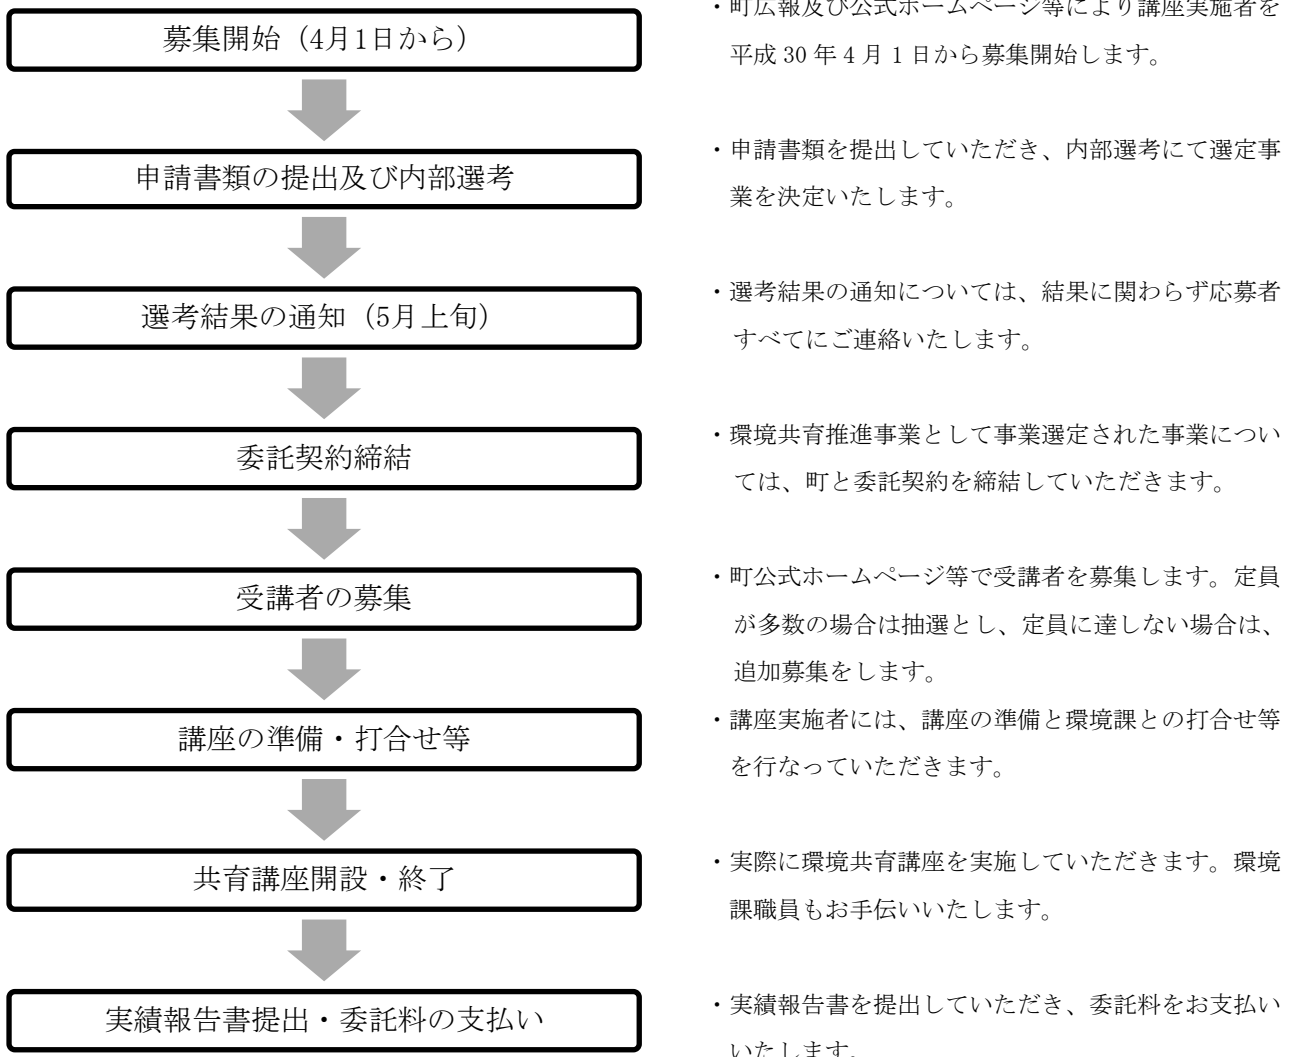 募集開始（4月1日から）
・町広報及び公式ホームページ等により講座実施者を
平成 30 年 4 月 1 日から募集開始します。
申請書類の提出及び内部選考
・申請書類を提出していただき、内部選考にて選定事
業を決定いたします。
選考結果の通知（5月上旬）
・選考結果の通知については、結果に関わらず応募者
すべてにご連絡いたします。
委託契約締結
・環境共育推進事業として事業選定された事業につい
ては、町と委託契約を締結していただきます。
受講者の募集
・町公式ホームページ等で受講者を募集します。定員
が多数の場合は抽選とし、定員に達しない場合は、
追加募集をします。
講座の準備・打合せ等
・講座実施者には、講座の準備と環境課との打合せ等
を行なっていただきます。
共育講座開設・終了
・実際に環境共育講座を実施していただきます。環境
課職員もお手伝いいたします。
実績報告書提出・委託料の支払い
・実績報告書を提出していただき、委託料をお支払い
いたします。